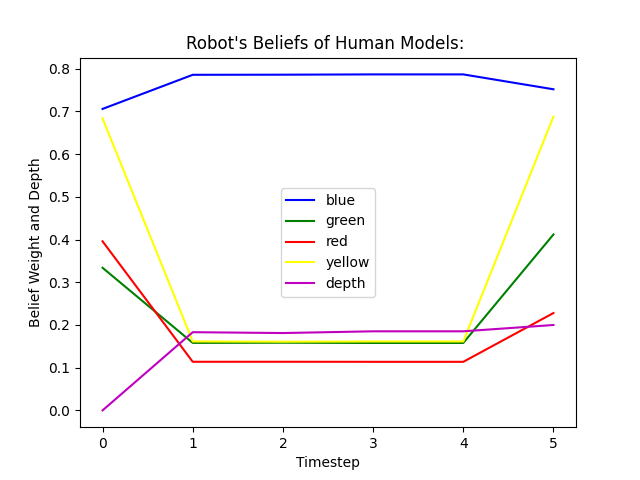 Robot's Beliefs of Human Models:
Belief Weight and Depth
0.8
0.7
0.6
0.5
0.4
0.3
0.2
0.1
0.0
blue
green
red
yellow
depth
0 1 2 3 4 5
Timestep